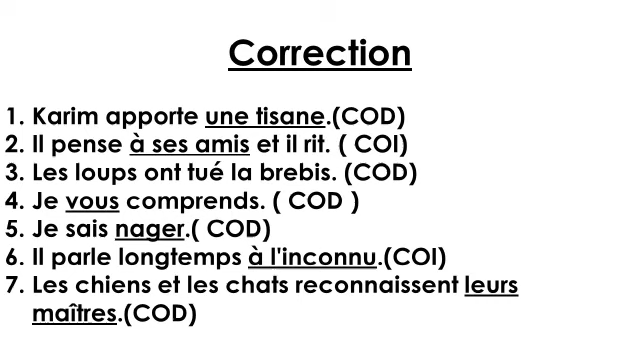 Correction
1. Karim apporte une tisane.(COD)
2. Il pense à ses amis et il rit. ( COI)
3. Les loups ont tué la brebis. (COD)
4. Je vous comprends. ( COD )
5. Je sais nager.( COD)
6. Il parle longtemps à l'inconnu.(COI)
7. Les chiens et les chats reconnaissent leurs
maîtres.(COD)